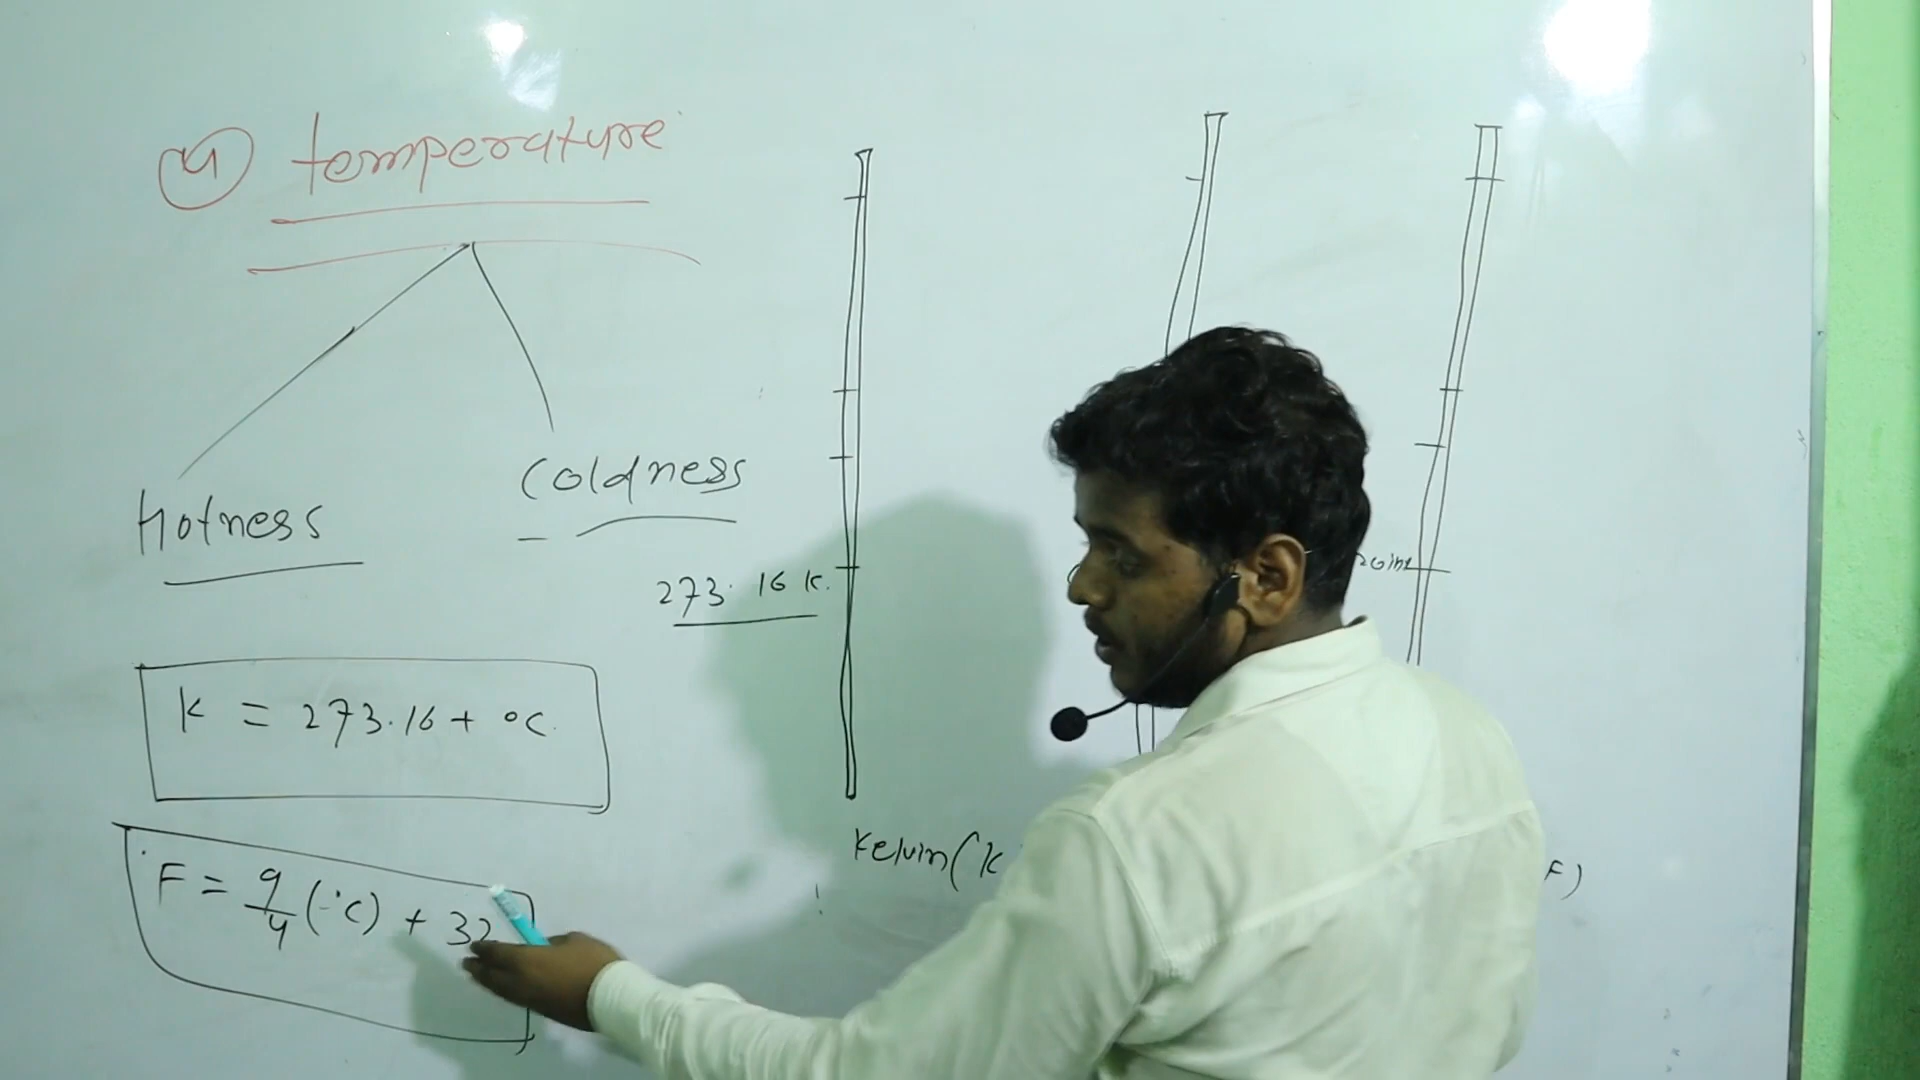 4 temperature
Hotness
Coldness
273.16 K.
K = 273.16 + °C.
F = 9/4 (°C) + 32
Kelvin (K
F)